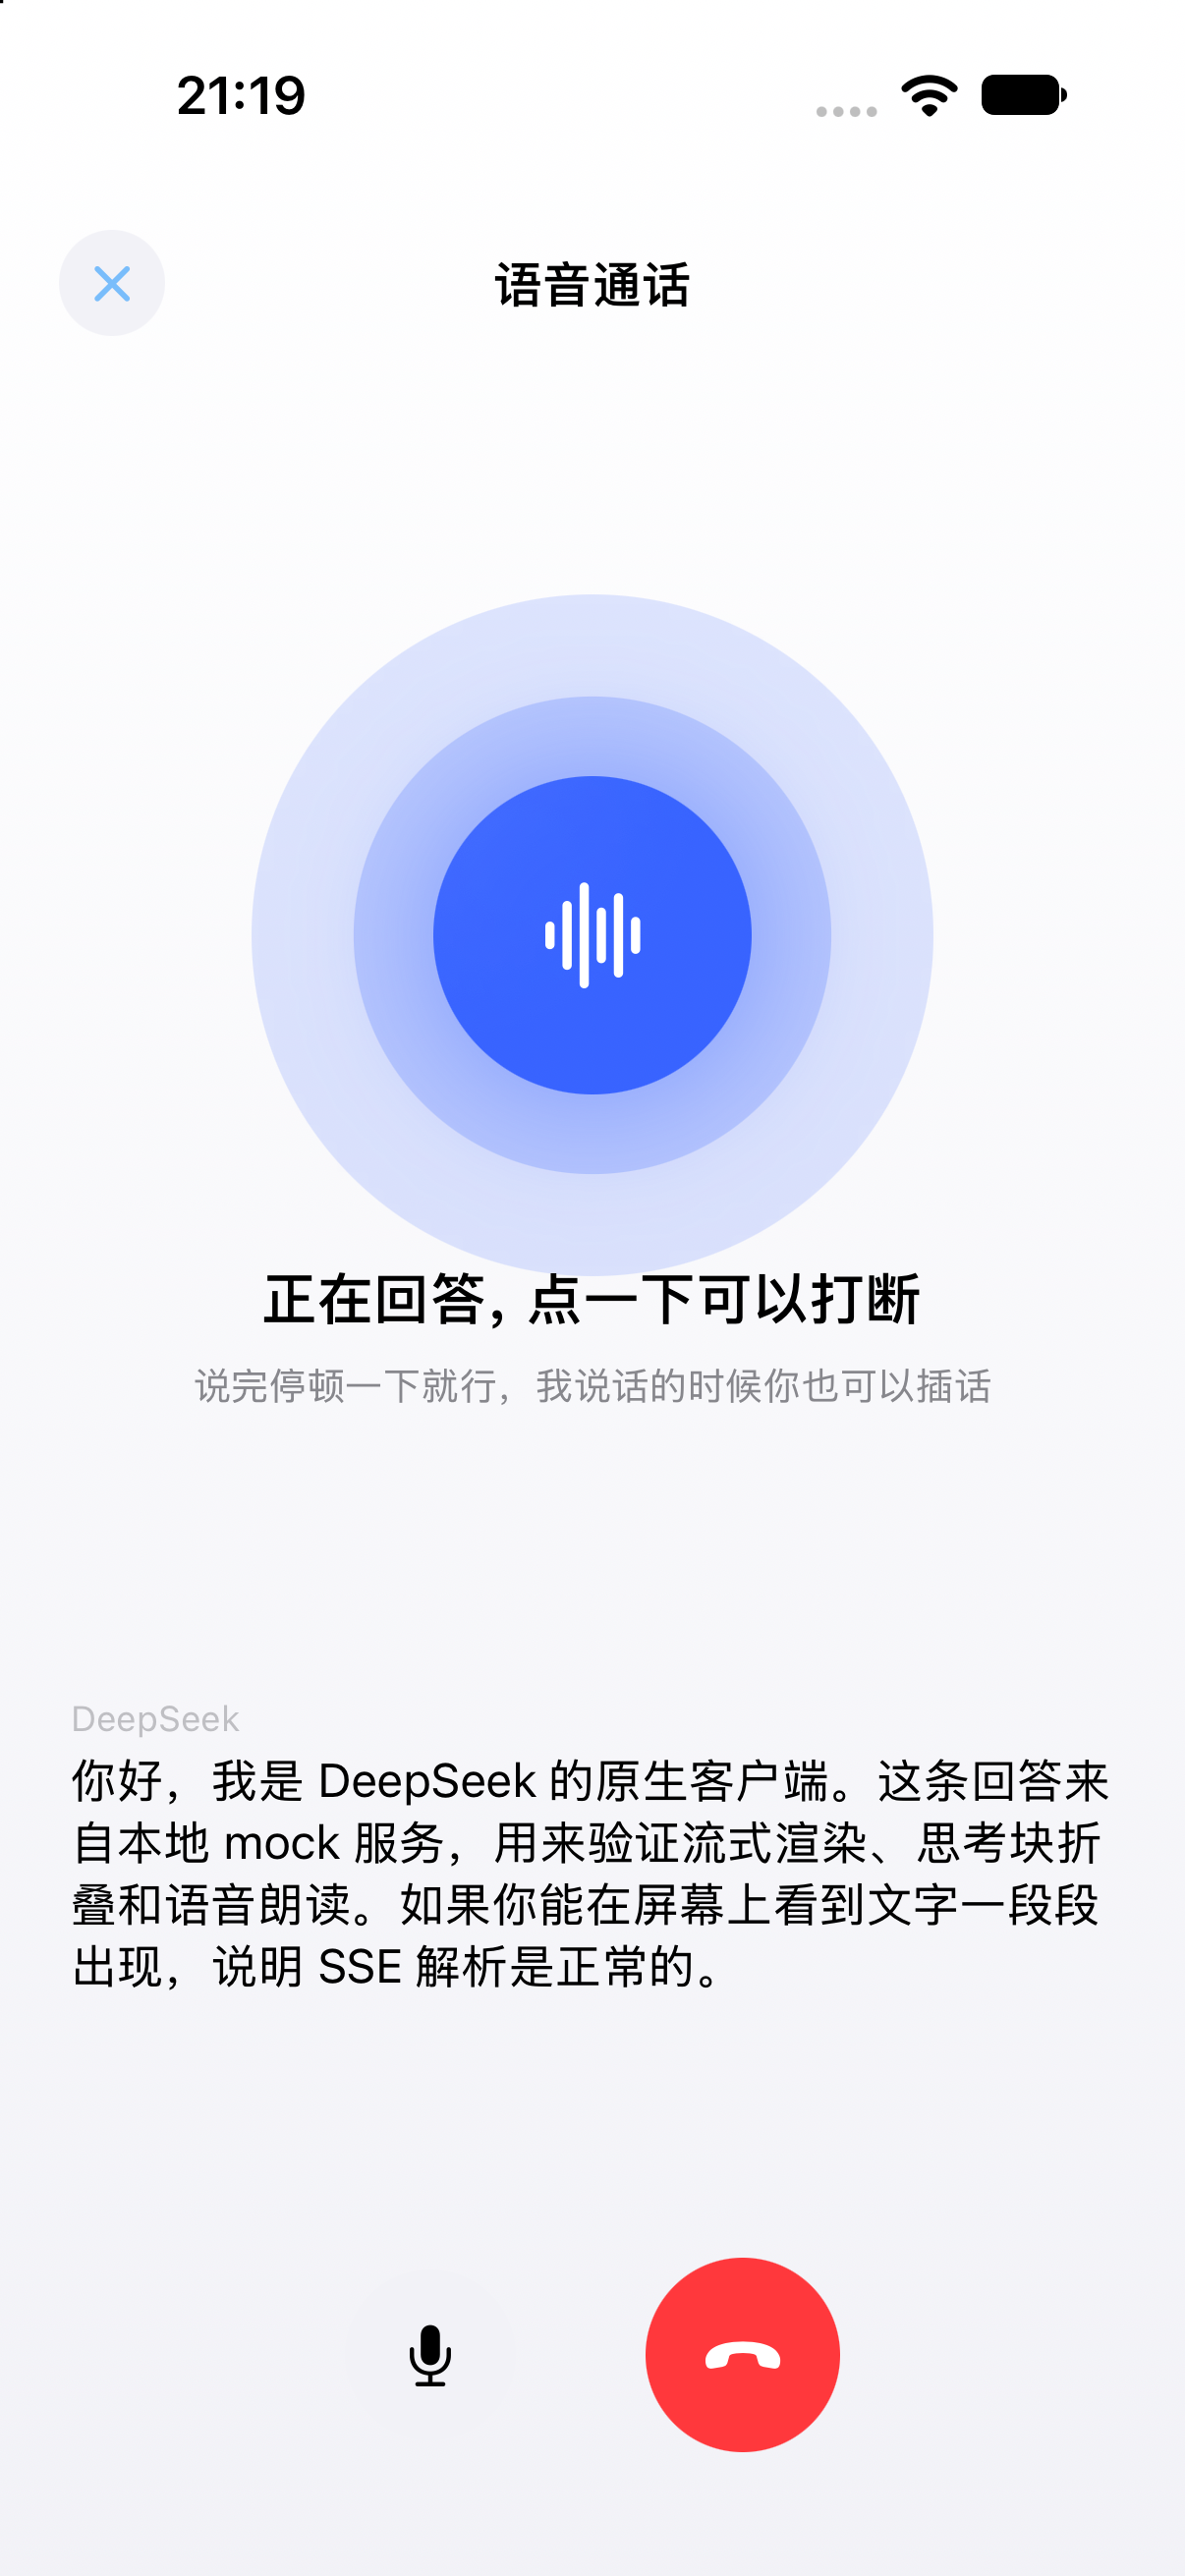 21:19
语音通话
正在回答，点一下可以打断
说完停顿一下就行，我说话的时候你也可以插话
DeepSeek
你好，我是 DeepSeek 的原生客户端。这条回答来
自本地 mock 服务，用来验证流式渲染、思考块折
叠和语音朗读。如果你能在屏幕上看到文字一段段
出现，说明 SSE 解析是正常的。